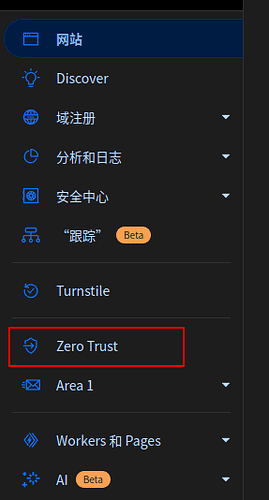 网站
Discover
域注册
分析和日志
安全中心
“跟踪” Beta
Turnstile
Zero Trust
Area 1
Workers 和 Pages
AI Beta